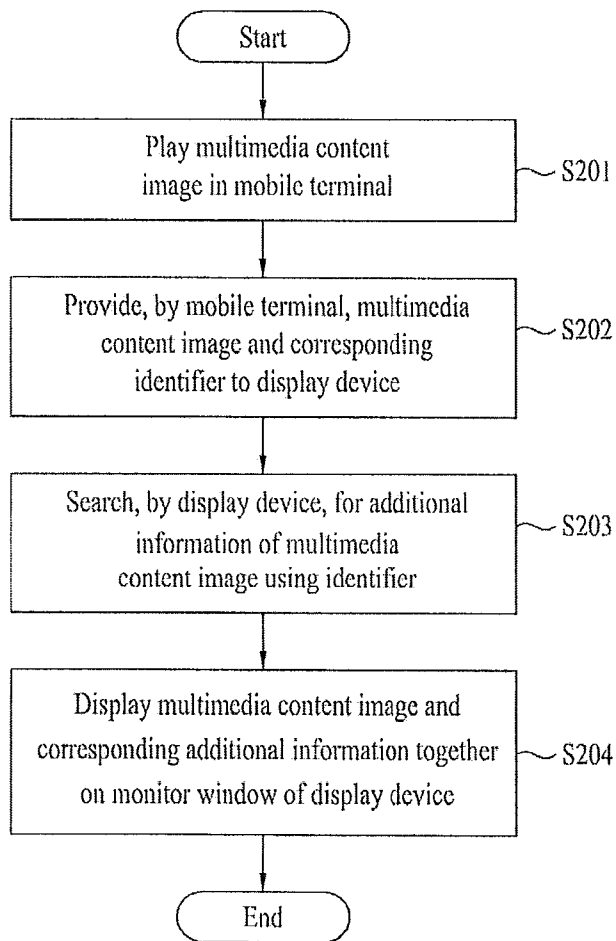 Start
Play multimedia content
image in mobile terminal
S201
Provide, by mobile terminal, multimedia
content image and corresponding
identifier to display device
S202
Search, by display device, for additional
information of multimedia
content image using identifier
S203
Display multimedia content image and
corresponding additional information together
on monitor window of display device
S204
End